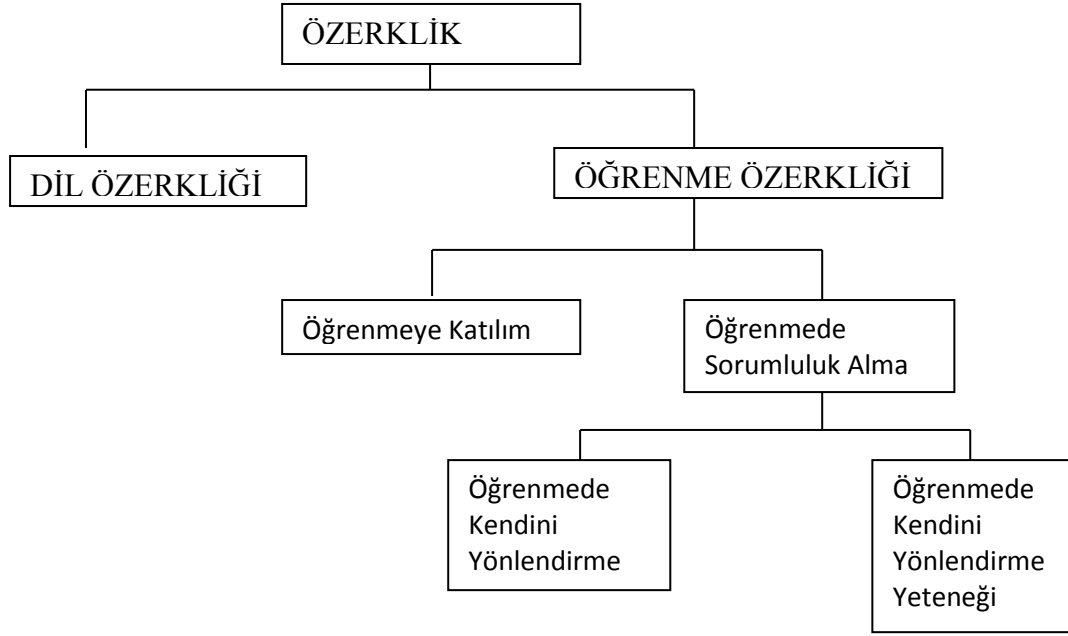 ÖZERKLİK
DİL ÖZERKLİĞİ
ÖĞRENME ÖZERKLİĞİ
Öğrenmeye Katılım
Öğrenmede
Sorumluluk Alma
Öğrenmede
Kendini
Yönlendirme
Öğrenmede
Kendini
Yönlendirme
Yeteneği